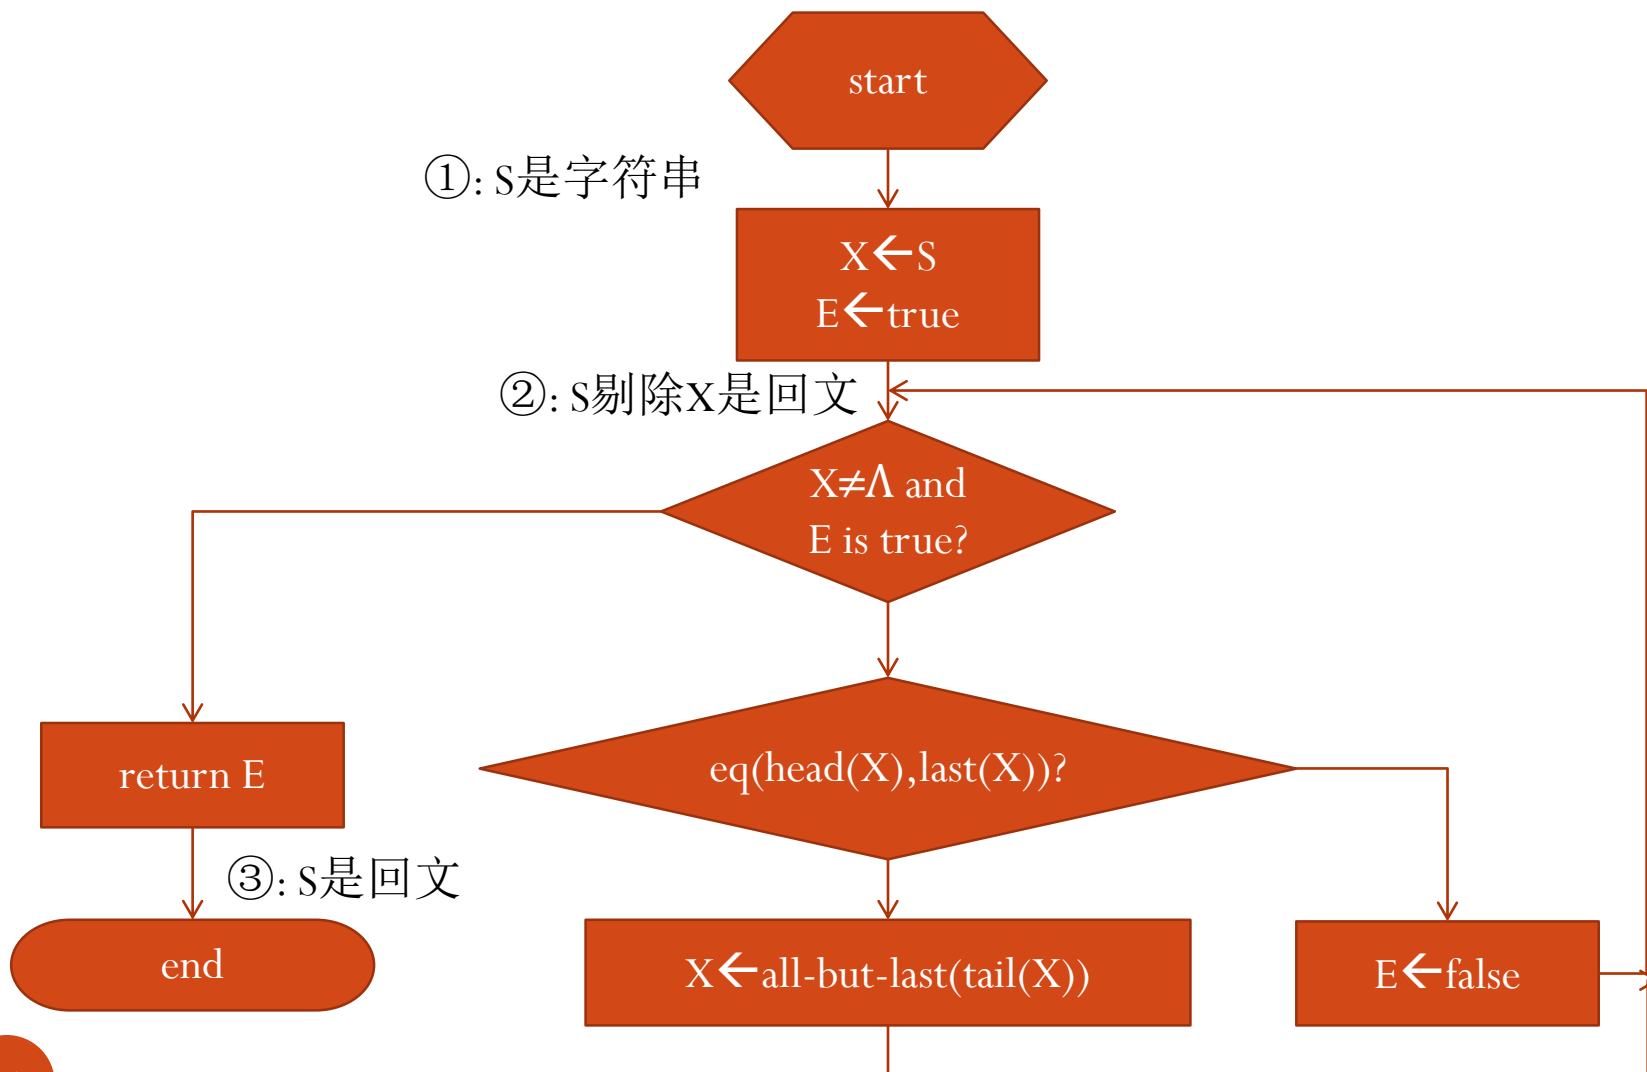 start
①: S是字符串
X←S
E←true
②: S剔除X是回文
X≠Λ and
E is true?
eq(head(X),last(X))?
return E
③: S是回文
end
X←all-but-last(tail(X))
E←false